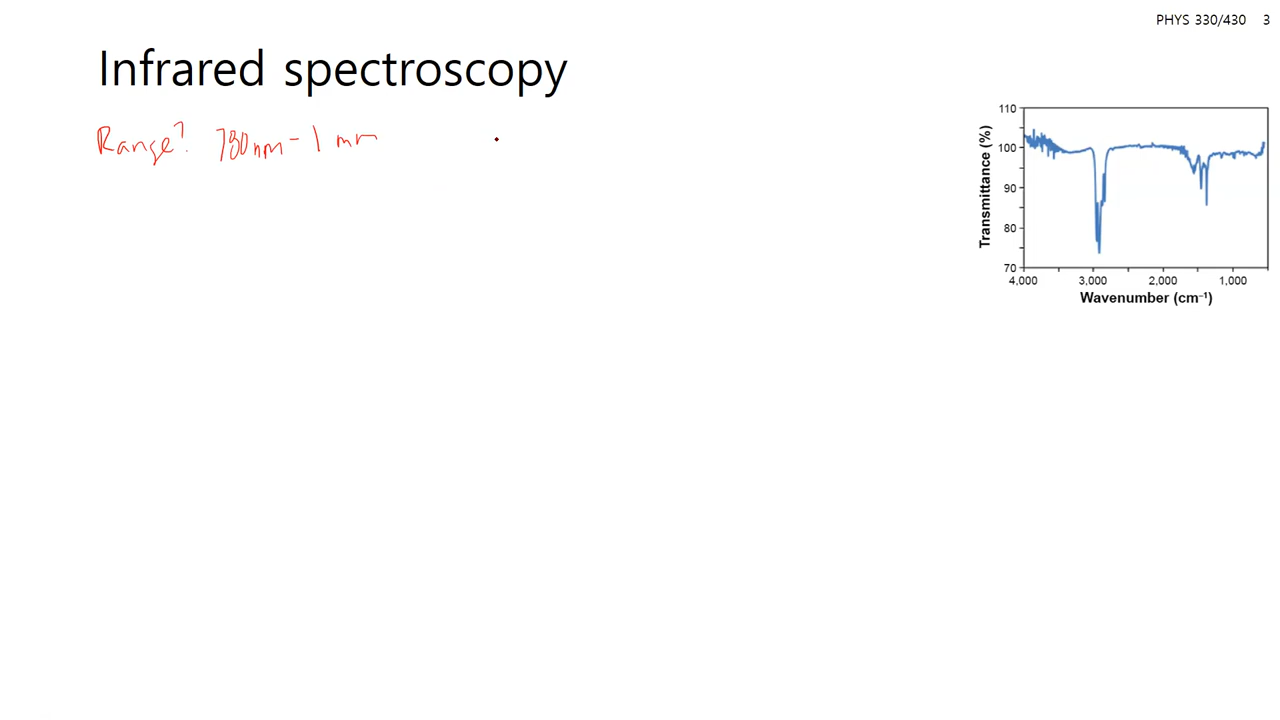 PHYS 330/430 3
Infrared spectroscopy
Range? 780nm - 1 mm
110
100
90
80
70
Transmittance (%)
4,000 3,000 2,000 1,000
Wavenumber (cm⁻¹)